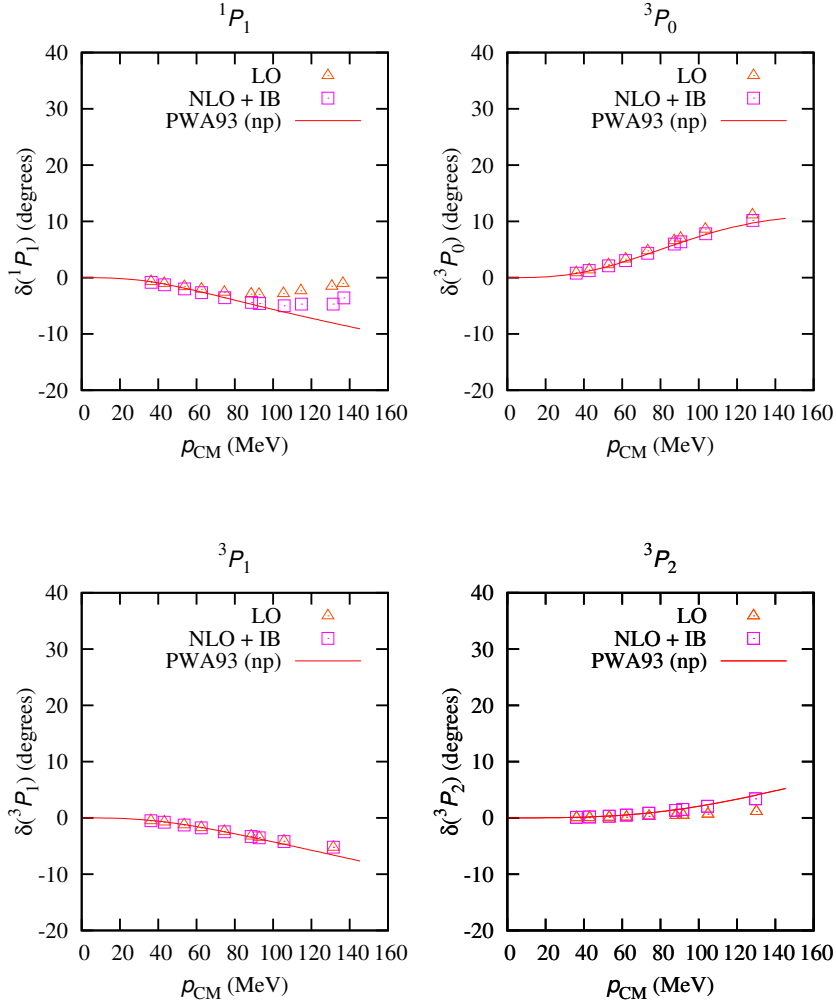 ¹P₁
40
30
20
10
0
-10
-20
0 20 40 60 80 100 120 140 160
δ(¹P₁) (degrees)
p_CM (MeV)
LO
NLO + IB
PWA93 (np)
³P₀
40
30
20
10
0
-10
-20
0 20 40 60 80 100 120 140 160
δ(³P₀) (degrees)
p_CM (MeV)
LO
NLO + IB
PWA93 (np)
³P₁
40
30
20
10
0
-10
-20
0 20 40 60 80 100 120 140 160
δ(³P₁) (degrees)
p_CM (MeV)
LO
NLO + IB
PWA93 (np)
³P₂
40
30
20
10
0
-10
-20
0 20 40 60 80 100 120 140 160
δ(³P₂) (degrees)
p_CM (MeV)
LO
NLO + IB
PWA93 (np)